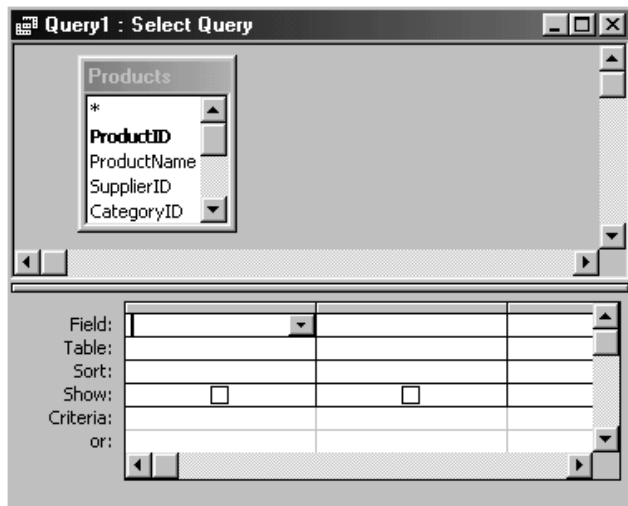 Query1 : Select Query
Products
*
ProductID
ProductName
SupplierID
CategoryID
Field:
Table:
Sort:
Show:
Criteria:
or: